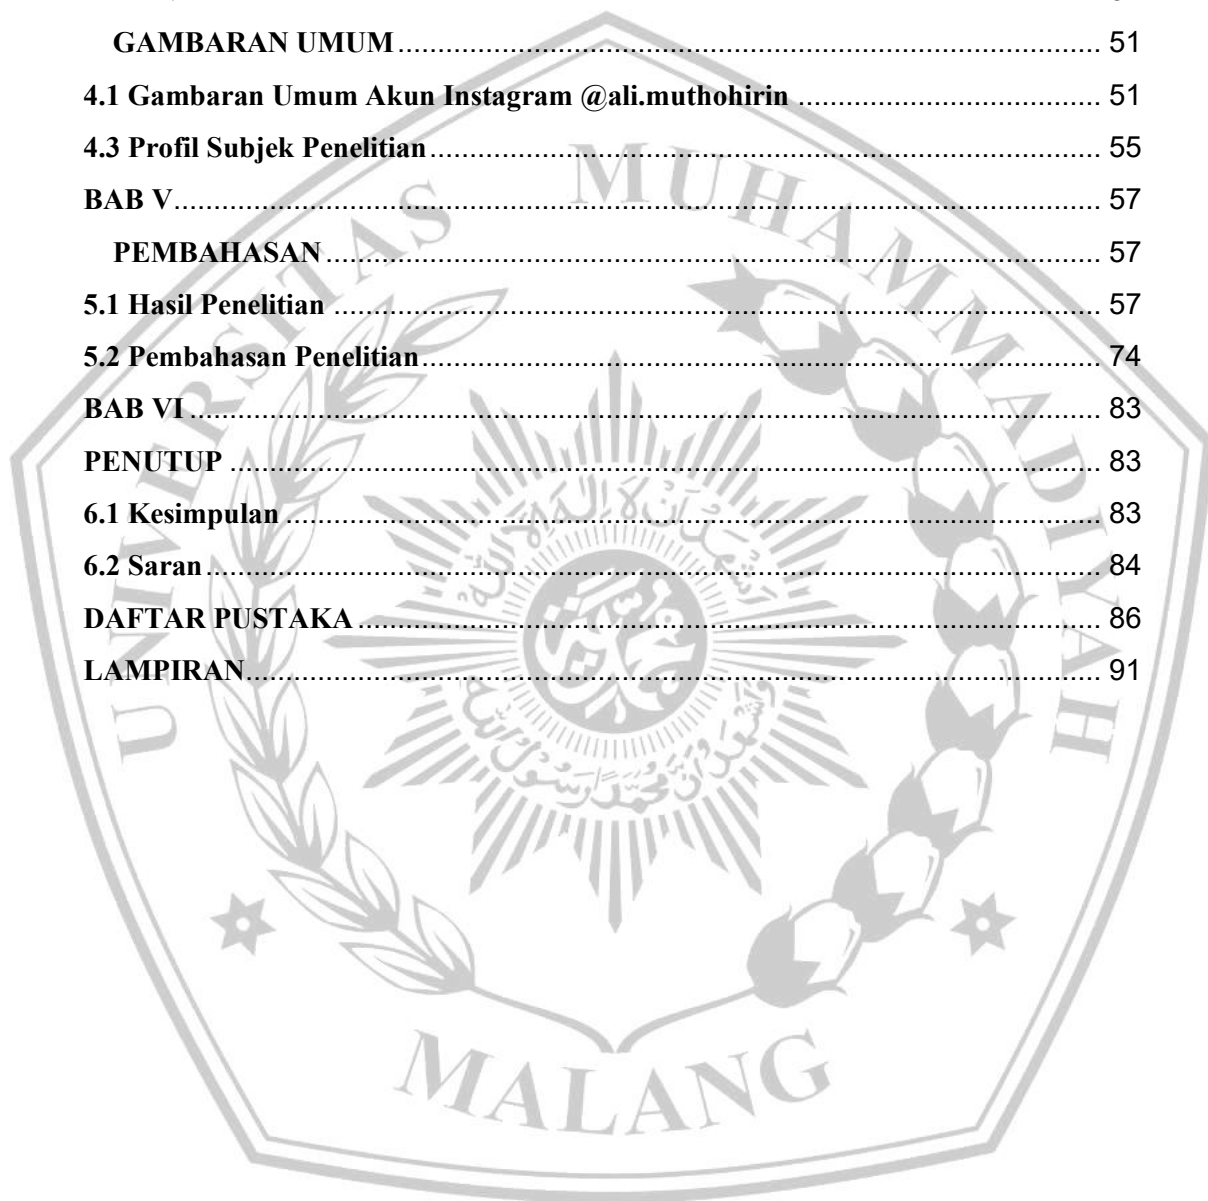 GAMBARAN UMUM........ 51
4.1 Gambaran Umum Akun Instagram @ali.muthohirin........ 51
4.3 Profil Subjek Penelitian........ 55
BAB V........ 57
PEMBAHASAN........ 57
5.1 Hasil Penelitian........ 57
5.2 Pembahasan Penelitian........ 74
BAB VI........ 83
PENUTUP........ 83
6.1 Kesimpulan........ 83
6.2 Saran........ 84
DAFTAR PUSTAKA........ 86
LAMPIRAN........ 91
UNIVERSITAS MUHAMMADIYAH
MALANG